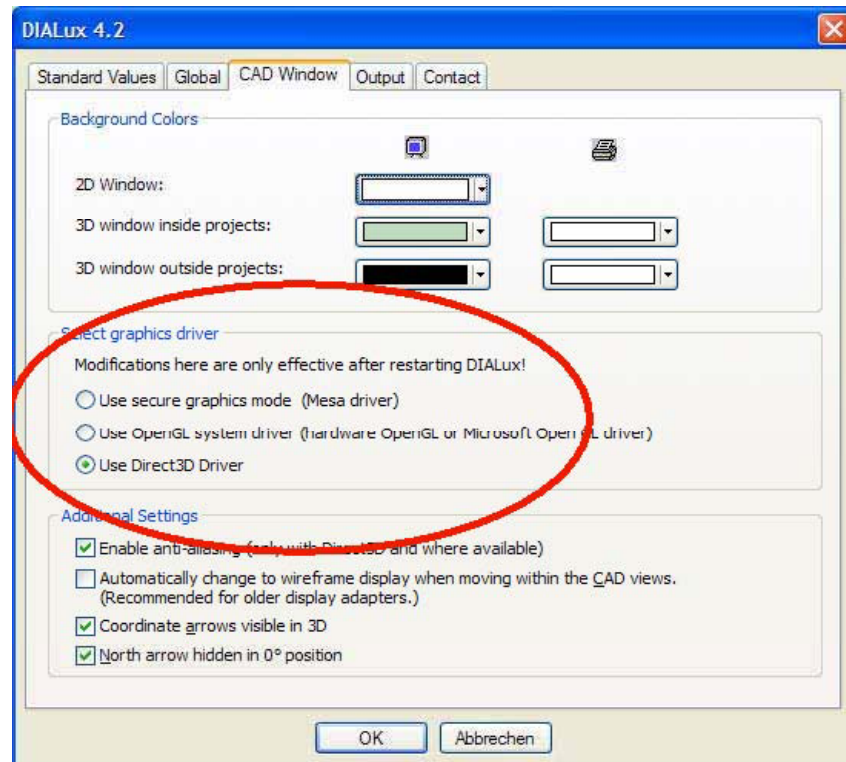 DIALux 4.2
Standard Values Global CAD Window Output Contact
Background Colors
2D Window:
3D window inside projects:
3D window outside projects:
Select graphics driver
Modifications here are only effective after restarting DIALux!
Use secure graphics mode (Mesa driver)
Use OpenGL system driver (hardware OpenGL or Microsoft OpenGL driver)
Use Direct3D Driver
Additional Settings
Enable anti-aliasing (only with Direct3D and where available)
Automatically change to wireframe display when moving within the CAD views.
(Recommended for older display adapters.)
Coordinate arrows visible in 3D
North arrow hidden in 0° position
OK Abbrechen